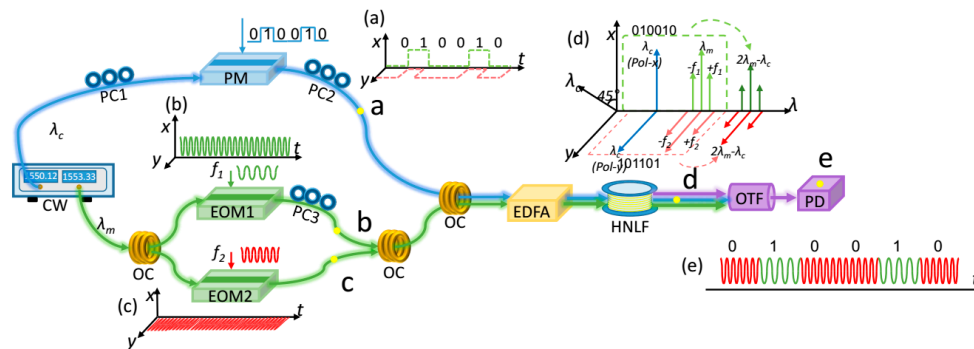 (a)
0 1 0 0 1 0
x
0 1 0 0 1 0
t
y
PC1
PM
PC2
a
λc
(b)
x
t
y
f1
1550.12 1553.33
CW
EOM1
PC3
b
λm
OC
f2
EOM2
c
OC
OC
(c)
x
t
y
EDFA
HNLF
d
OTF
e
PD
(d)
x
010010
λc
(Pol-x)
λm
-f1 +f1
2λm-λc
λc
45°
λ
y
-f2 +f2
λc
(Pol-y)
101101
2λm-λc
0 1 0 0 1 0
(e)